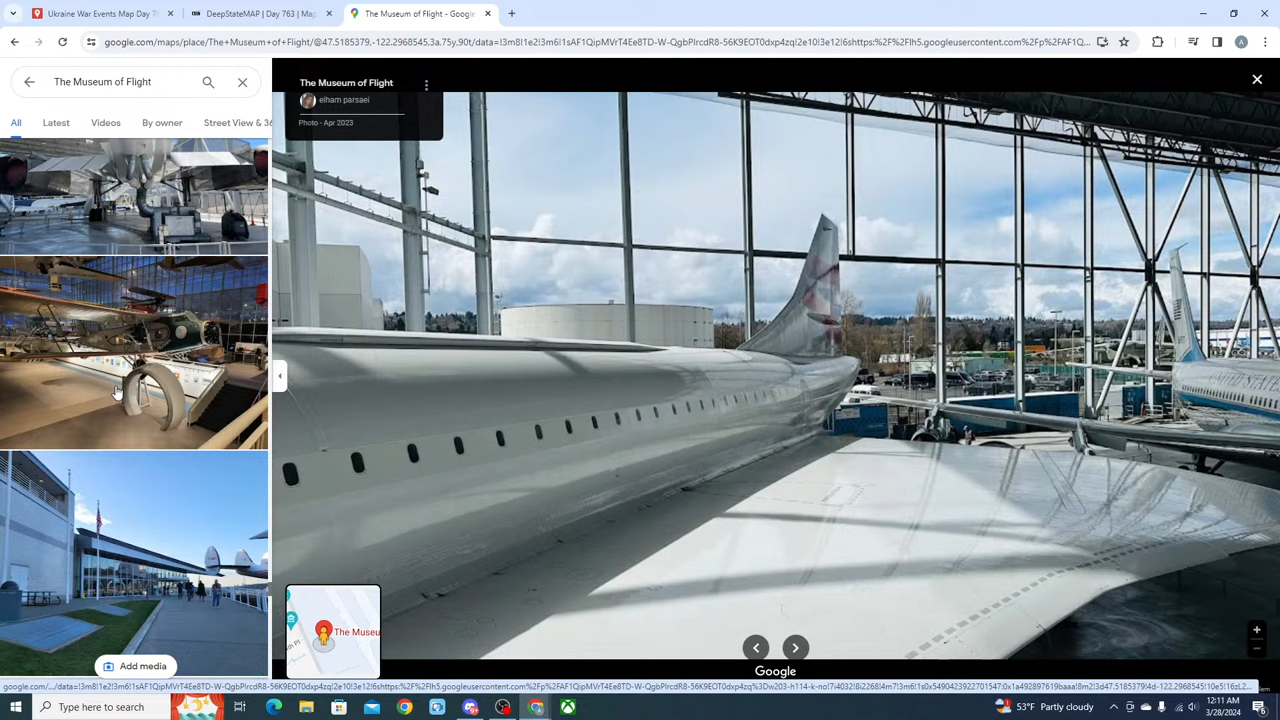 Ukraine War Events Map Day 7
DeepStateMAP | Day 763 | Map
The Museum of Flight - Google
google.com/maps/place/The+Museum+of+Flight/@47.5185379,-122.2968545,3a,75y,90t/data=!3m8!1e2!3m6!1sAF1QipMVrT4Ee8TD-W-QgbPIrcdR8-56K9EOT0dxp4zq!2e10!3e12!6shttps:%2F%2Flh5.googleusercontent.com%2Fp%2FAF1Q...
The Museum of Flight
All Latest Videos By owner Street View & 36
The Museum of Flight
elham parsaei
Photo - Apr 2023
The Museu
Add media
Google
Type here to search
53°F Partly cloudy
12:11 AM
3/28/2024